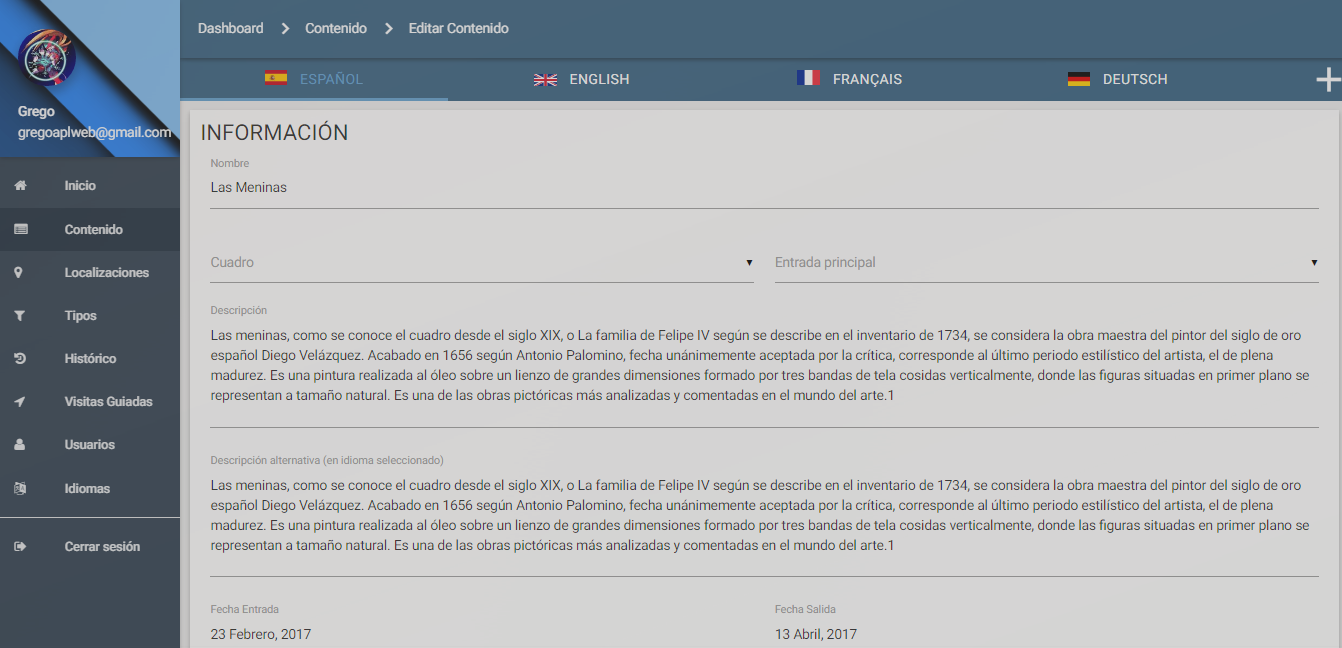 Dashboard Contenido Editar Contenido
ESPAÑOL ENGLISH FRANÇAIS DEUTSCH
Grego
gregoaplweb@gmail.com
Inicio
Contenido
Localizaciones
Tipos
Histórico
Visitas Guiadas
Usuarios
Idiomas
Cerrar sesión
INFORMACIÓN
Nombre
Las Meninas
Cuadro
Entrada principal
Descripción
Las meninas, como se conoce el cuadro desde el siglo XIX, o La familia de Felipe IV según se describe en el inventario de 1734, se considera la obra maestra del pintor del siglo de oro
español Diego Velázquez. Acabado en 1656 según Antonio Palomino, fecha unánimemente aceptada por la crítica, corresponde al último periodo estilístico del artista, el de plena
madurez. Es una pintura realizada al óleo sobre un lienzo de grandes dimensiones formado por tres bandas de tela cosidas verticalmente, donde las figuras situadas en primer plano se
representan a tamaño natural. Es una de las obras pictóricas más analizadas y comentadas en el mundo del arte.1
Descripción alternativa (en idioma seleccionado)
Las meninas, como se conoce el cuadro desde el siglo XIX, o La familia de Felipe IV según se describe en el inventario de 1734, se considera la obra maestra del pintor del siglo de oro
español Diego Velázquez. Acabado en 1656 según Antonio Palomino, fecha unánimemente aceptada por la crítica, corresponde al último periodo estilístico del artista, el de plena
madurez. Es una pintura realizada al óleo sobre un lienzo de grandes dimensiones formado por tres bandas de tela cosidas verticalmente, donde las figuras situadas en primer plano se
representan a tamaño natural. Es una de las obras pictóricas más analizadas y comentadas en el mundo del arte.1
Fecha Entrada
23 Febrero, 2017
Fecha Salida
13 Abril, 2017